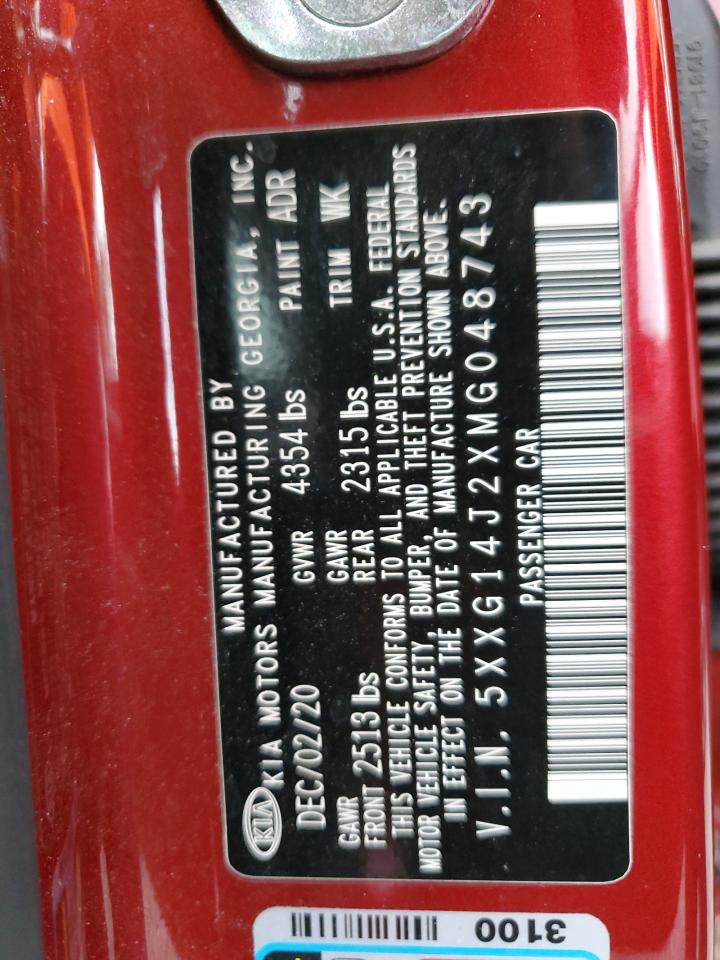 KIA
MANUFACTURED BY
KIA MOTORS MANUFACTURING GEORGIA, INC.
DEC/02/20 GVWR 4354 lbs PAINT ADR
GAWR FRONT 2513 lbs GAWR REAR 2315 lbs TRIM WK
THIS VEHICLE CONFORMS TO ALL APPLICABLE U.S.A. FEDERAL
MOTOR VEHICLE SAFETY, BUMPER, AND THEFT PREVENTION STANDARDS
IN EFFECT ON THE DATE OF MANUFACTURE SHOWN ABOVE.
V.I.N. 5XXG14J2XMG048743
PASSENGER CAR
3100